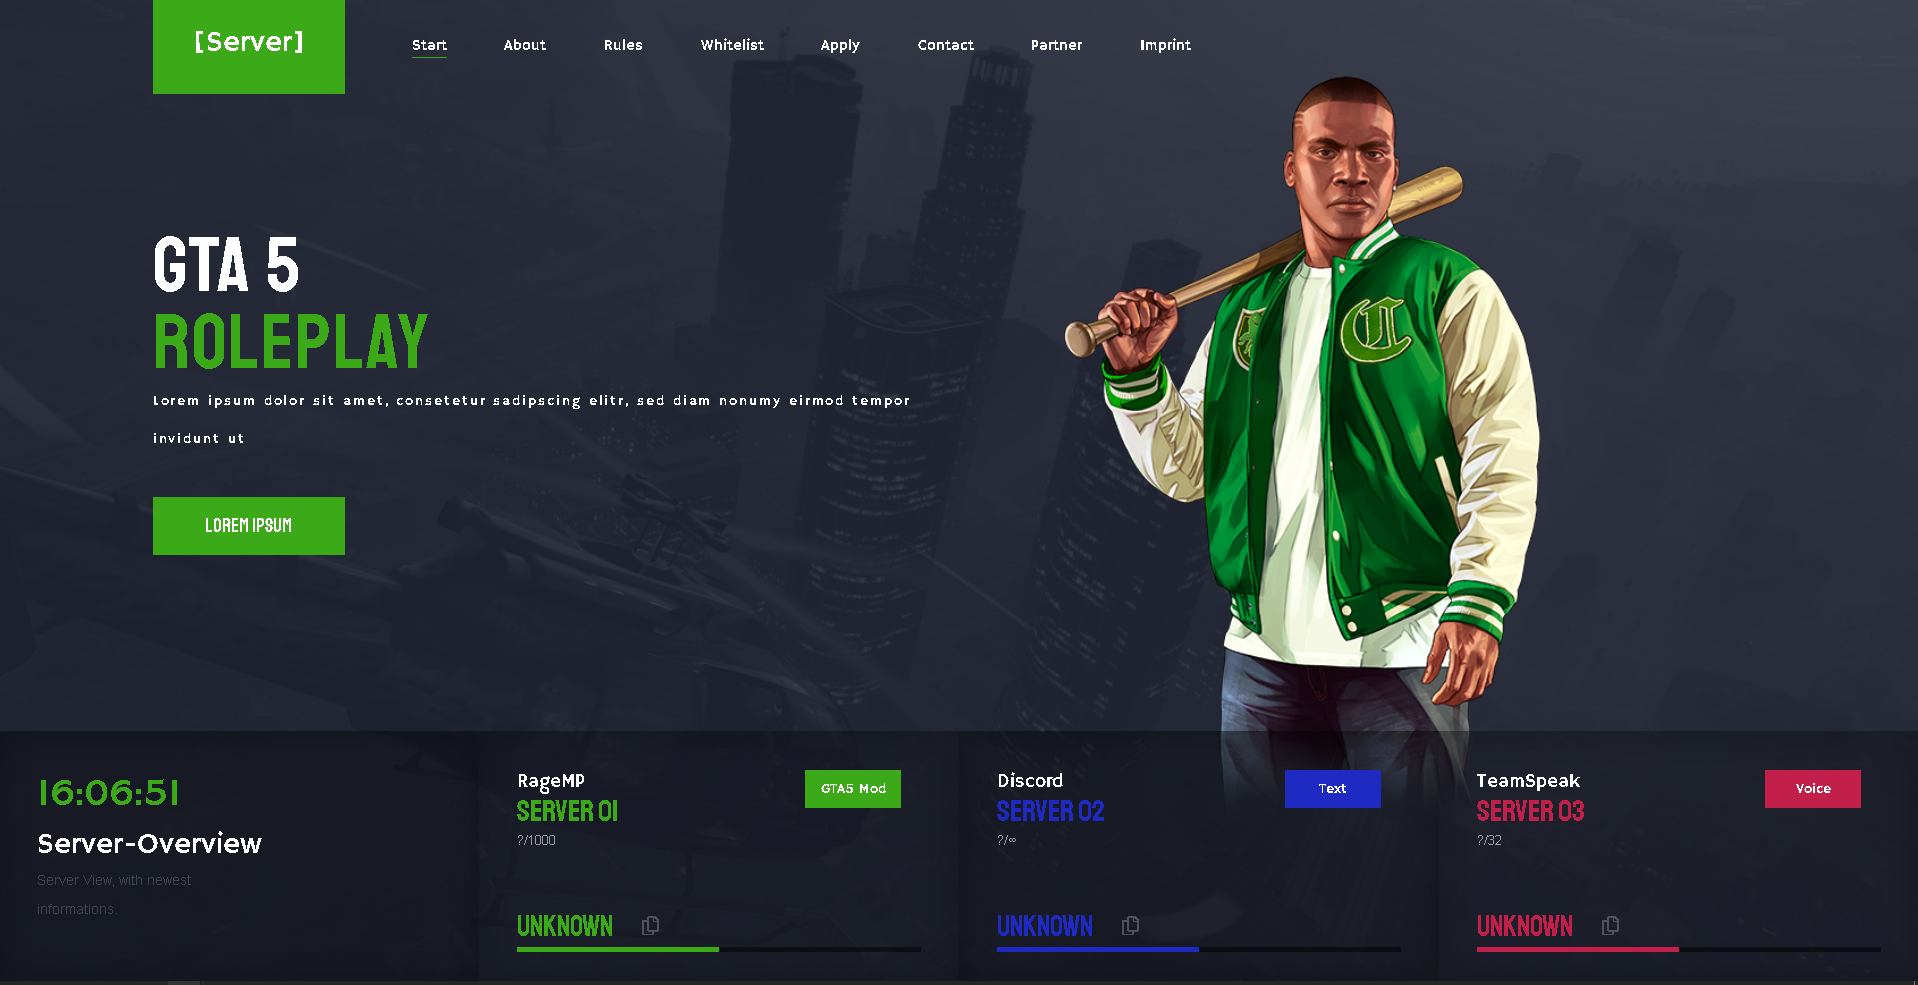 [Server]
Start About Rules Whitelist Apply Contact Partner Imprint
GTA 5
ROLEPLAY
Lorem ipsum dolor sit amet, consetetur sadipscing elitr, sed diam nonumy eirmod tempor
invidunt ut
LOREM IPSUM
16:06:51
Server-Overview
Server View, with newest
informations.
RageMP
SERVER 01
?/1000
GTA5 Mod
UNKNOWN
Discord
SERVER 02
?/∞
Text
UNKNOWN
TeamSpeak
SERVER 03
?/32
Voice
UNKNOWN